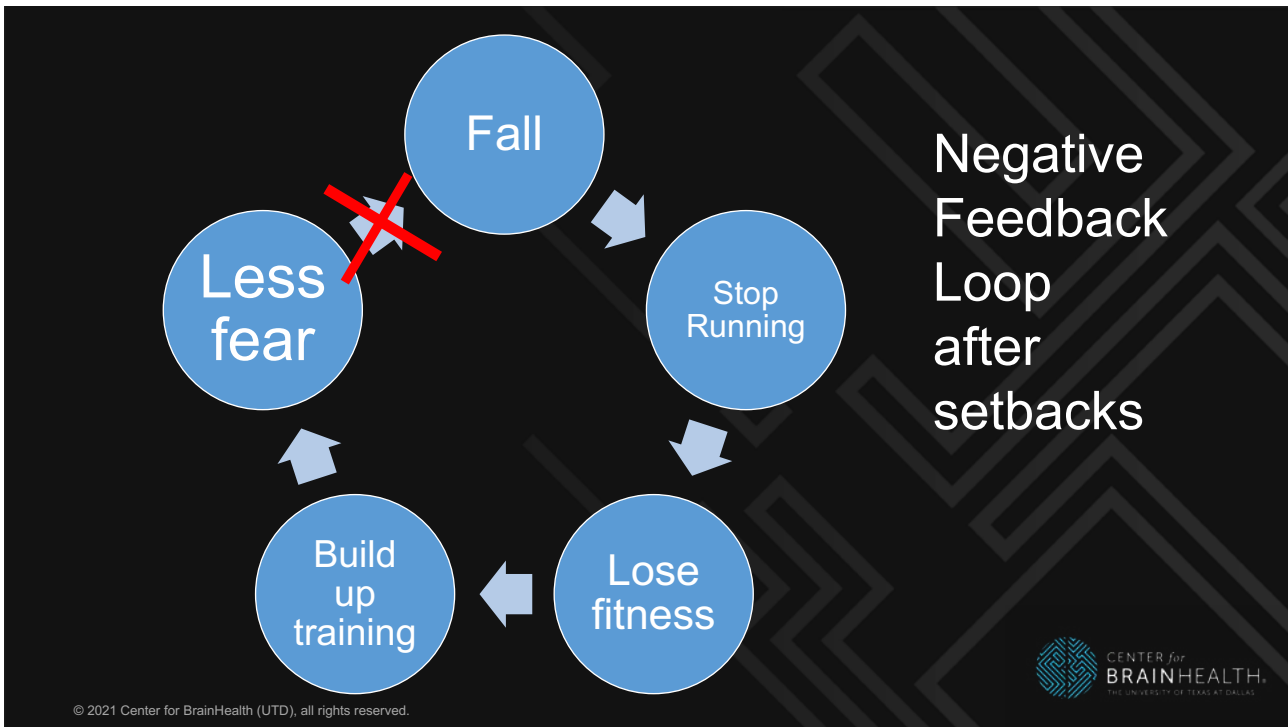 Fall
Stop
Running
Lose
fitness
Build
up
training
Less
fear
Negative
Feedback
Loop
after
setbacks
CENTER for
BRAINHEALTH®
THE UNIVERSITY OF TEXAS AT DALLAS
© 2021 Center for BrainHealth (UTD), all rights reserved.